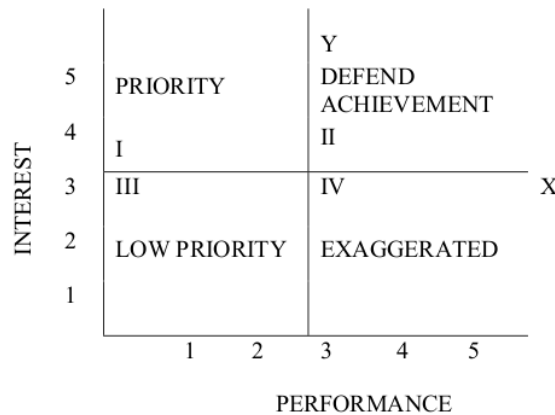 Y
5
PRIORITY
DEFEND
ACHIEVEMENT
4
I
II
3
III
IV
X
INTEREST
2
LOW PRIORITY
EXAGGERATED
1
1 2 3 4 5
PERFORMANCE